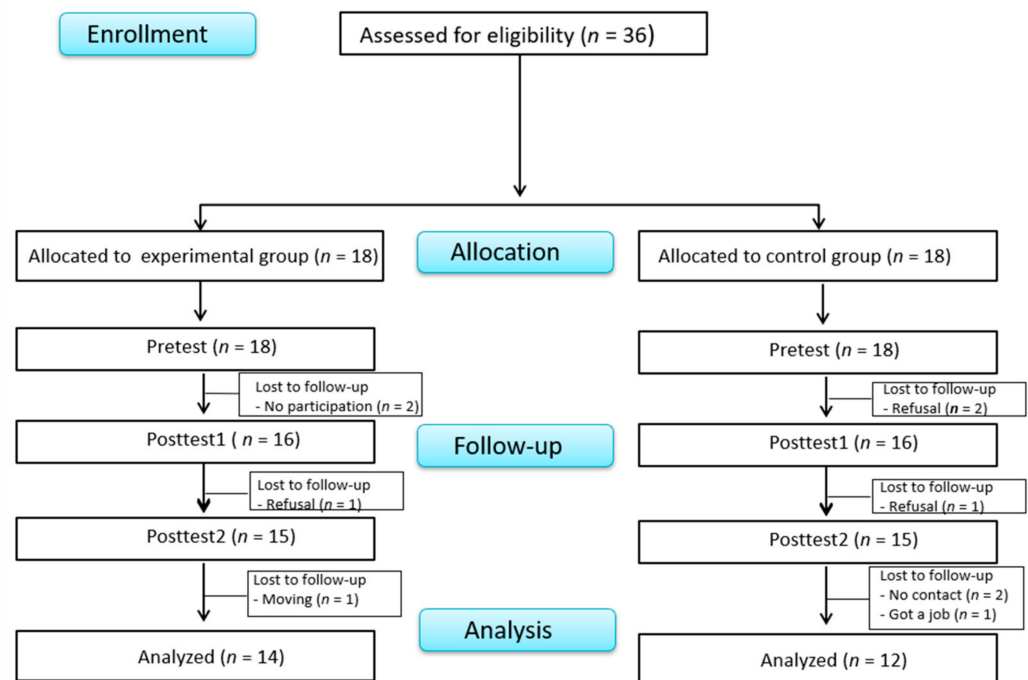 Enrollment
Assessed for eligibility (n = 36)
Allocated to experimental group (n = 18)
Allocation
Allocated to control group (n = 18)
Pretest (n = 18)
Pretest (n = 18)
Lost to follow-up
- No participation (n = 2)
Lost to follow-up
- Refusal (n = 2)
Posttest1 ( n = 16)
Follow-up
Posttest1 (n = 16)
Lost to follow-up
- Refusal (n = 1)
Lost to follow-up
- Refusal (n = 1)
Posttest2 (n = 15)
Posttest2 (n = 15)
Lost to follow-up
- Moving (n = 1)
Lost to follow-up
- No contact (n = 2)
- Got a job (n = 1)
Analysis
Analyzed (n = 14)
Analyzed (n = 12)